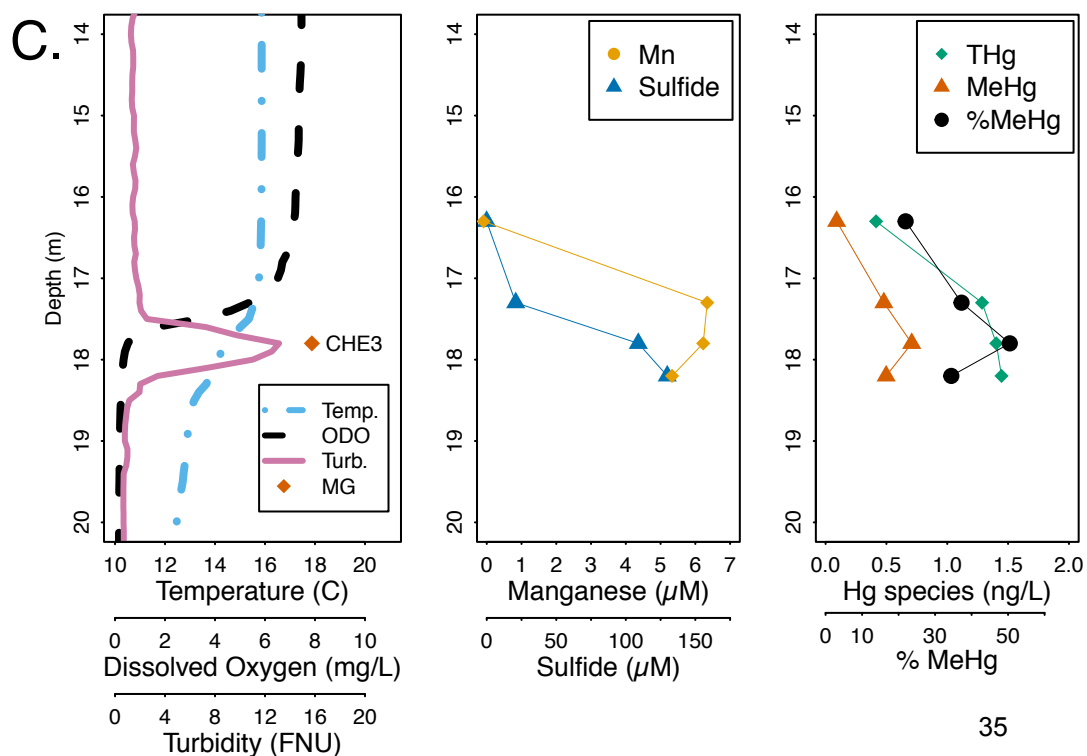 C.
Depth (m)
14
15
16
17
18
19
20
CHE3
Temp.
ODO
Turb.
MG
10 12 14 16 18 20
Temperature (C)
0 2 4 6 8 10
Dissolved Oxygen (mg/L)
0 4 8 12 16 20
Turbidity (FNU)
Mn
Sulfide
14
15
16
17
18
19
20
0 1 2 3 4 5 6 7
Manganese (µM)
0 50 100 150
Sulfide (µM)
THg
MeHg
%MeHg
14
15
16
17
18
19
20
0.0 0.5 1.0 1.5 2.0
Hg species (ng/L)
0 10 30 50
% MeHg
35